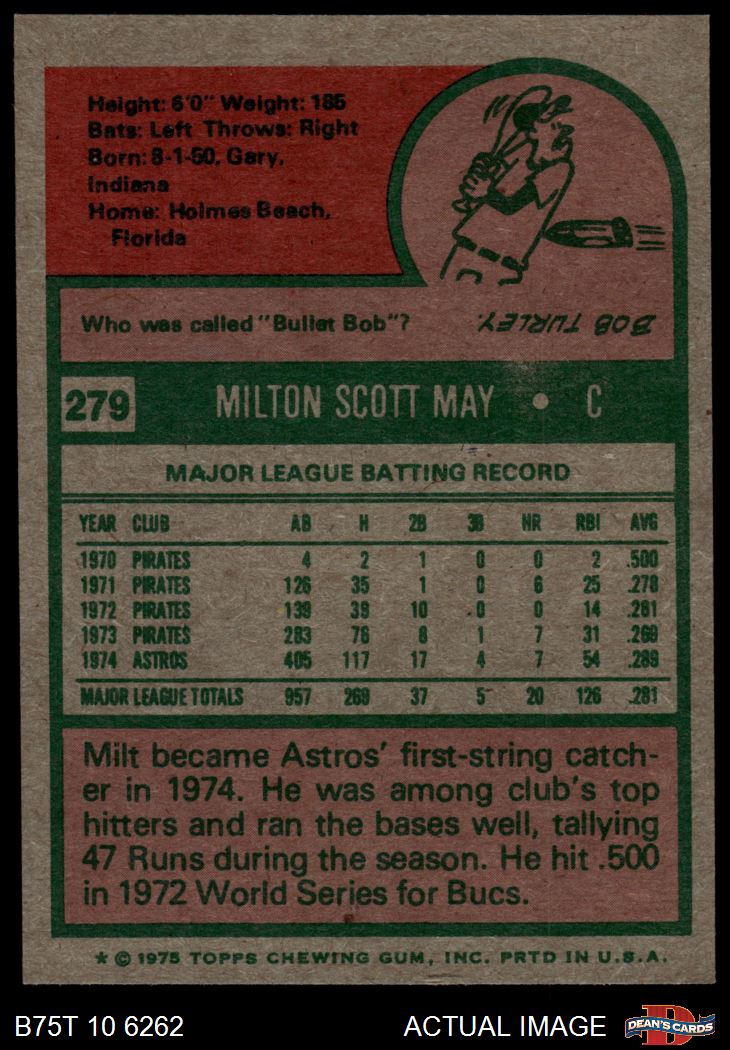 Height: 6'0" Weight: 185
Bats: Left Throws: Right
Born: 8-1-50, Gary,
Indiana
Home: Holmes Beach,
Florida
Who was called "Bullet Bob"? BOB TURLEY.
279 MILTON SCOTT MAY • C
MAJOR LEAGUE BATTING RECORD
YEAR CLUB AB H 2B 3B HR RBI AVG
1970 PIRATES 4 2 1 0 0 2 .500
1971 PIRATES 126 35 1 0 6 25 .278
1972 PIRATES 139 39 10 0 0 14 .281
1973 PIRATES 283 76 8 1 7 31 .269
1974 ASTROS 405 117 17 4 7 54 .289
MAJOR LEAGUE TOTALS 957 269 37 5 20 126 .281
Milt became Astros' first-string catch-
er in 1974. He was among club's top
hitters and ran the bases well, tallying
47 Runs during the season. He hit .500
in 1972 World Series for Bucs.
* © 1975 TOPPS CHEWING GUM, INC. PRTD IN U.S.A.
B75T 10 6262 ACTUAL IMAGE D DEAN'S CARDS